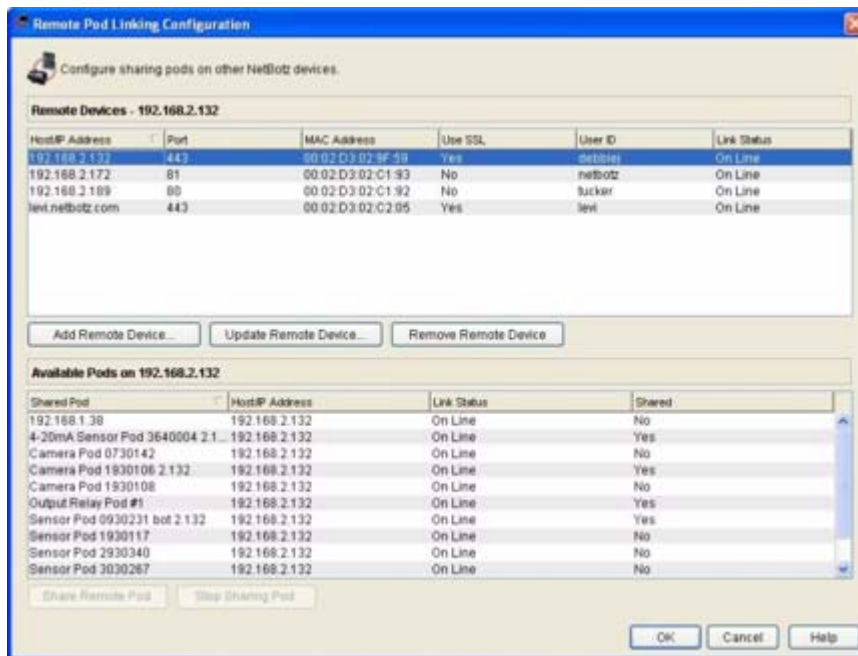 Remote Pod Linking Configuration
Configure sharing pods on other NetBotz devices.
Remote Devices - 192.168.2.132
Host/IP Address Port MAC Address Use SSL User ID Link Status
192.168.2.132 443 00:02:D3:02:9F:59 Yes debbiej On Line
192.168.2.172 81 00:02:D3:02:C1:93 No netbotz On Line
192.168.2.189 80 00:02:D3:02:C1:92 No tucker On Line
levi.netbotz.com 443 00:02:D3:02:C2:05 Yes levi On Line
Add Remote Device... Update Remote Device... Remove Remote Device
Available Pods on 192.168.2.132
Shared Pod Host/IP Address Link Status Shared
192.168.1.38 192.168.2.132 On Line No
4-20mA Sensor Pod 3640004 2.1... 192.168.2.132 On Line Yes
Camera Pod 0730142 192.168.2.132 On Line No
Camera Pod 1930106 2.132 192.168.2.132 On Line Yes
Camera Pod 1930108 192.168.2.132 On Line No
Output Relay Pod #1 192.168.2.132 On Line Yes
Sensor Pod 0930231 bot 2.132 192.168.2.132 On Line Yes
Sensor Pod 1930117 192.168.2.132 On Line No
Sensor Pod 2930340 192.168.2.132 On Line No
Sensor Pod 3030267 192.168.2.132 On Line No
Share Remote Pod Stop Sharing Pod
OK Cancel Help